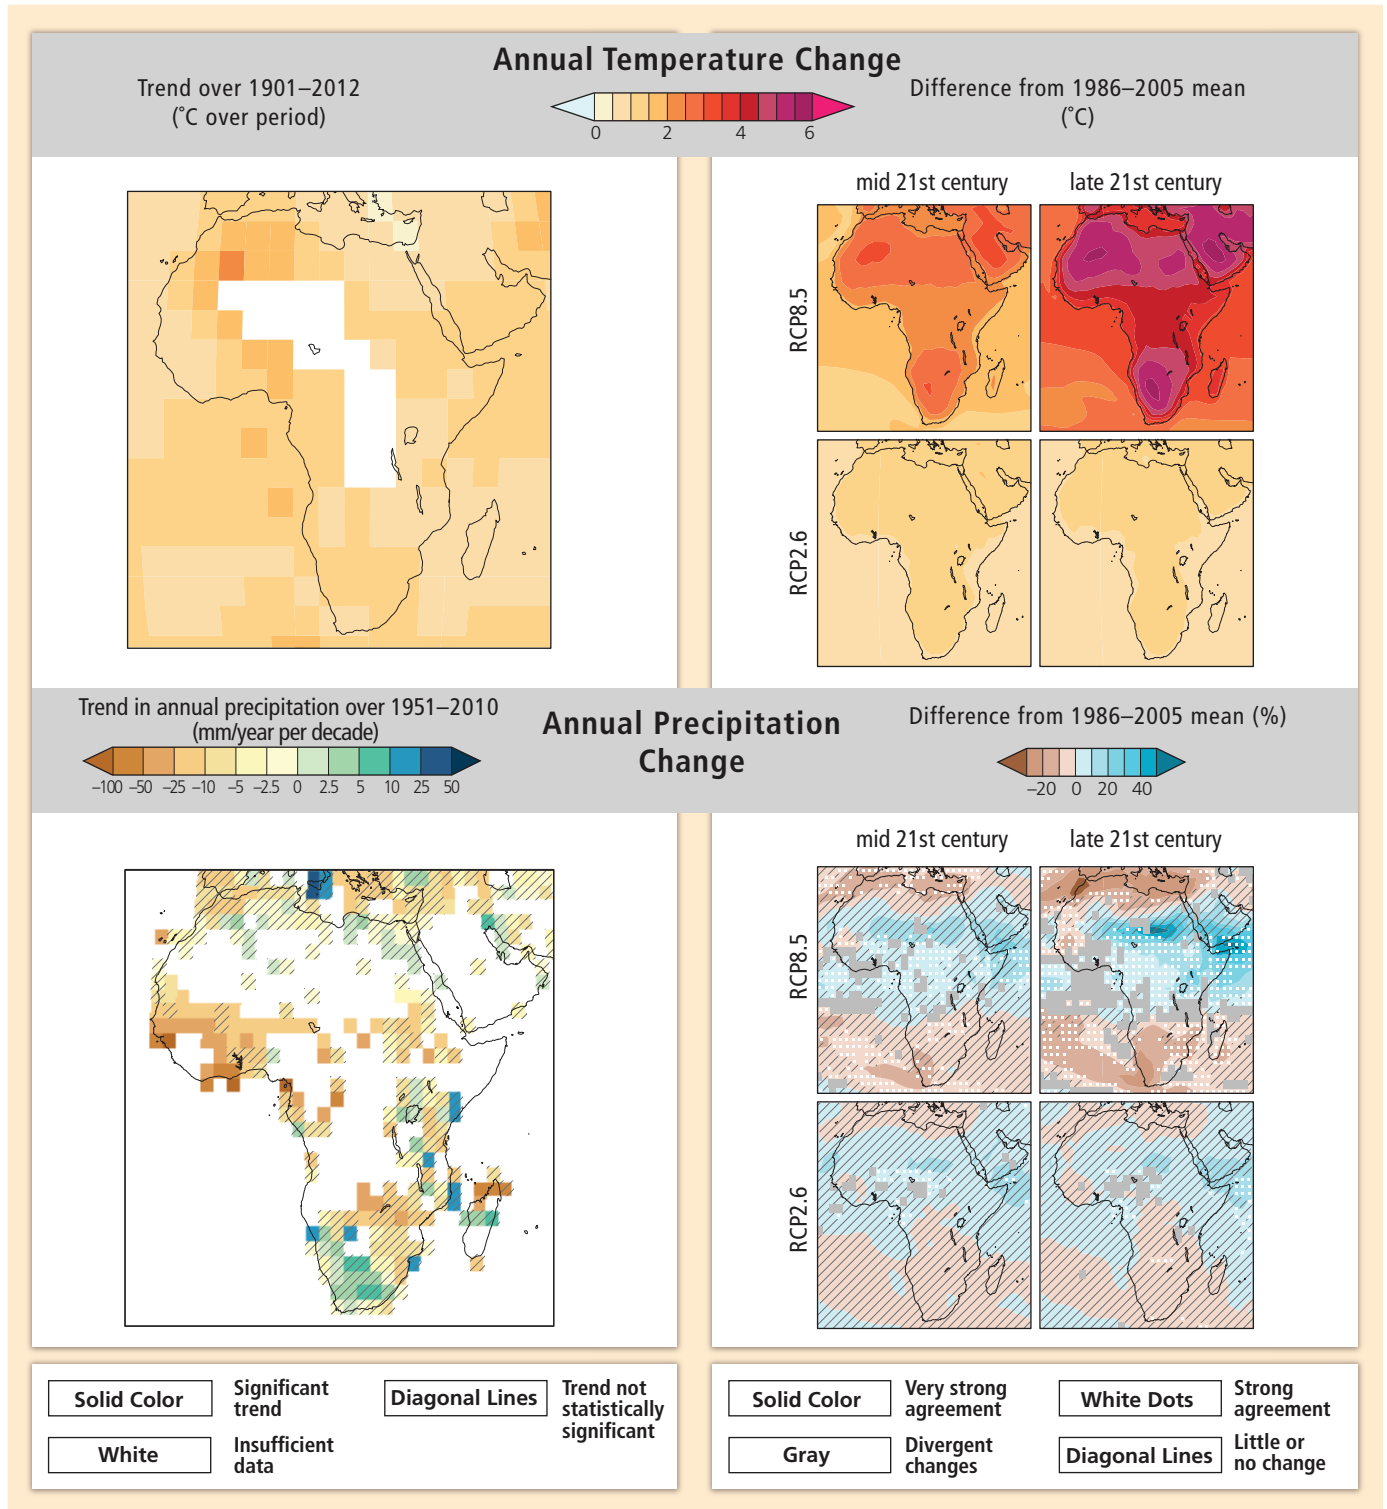 Annual Temperature Change
Trend over 1901–2012
(˚C over period)
0 2 4 6
Difference from 1986–2005 mean
(˚C)
mid 21st century
late 21st century
RCP8.5
RCP2.6
Trend in annual precipitation over 1951–2010
(mm/year per decade)
–100 –50 –25 –10 –5 –2.5 0 2.5 5 10 25 50
Annual Precipitation
Change
Difference from 1986–2005 mean (%)
–20 0 20 40
mid 21st century
late 21st century
RCP8.5
RCP2.6
Solid Color
Significant
trend
Diagonal Lines
Trend not
statistically
significant
White
Insufficient
data
Solid Color
Very strong
agreement
White Dots
Strong
agreement
Gray
Divergent
changes
Diagonal Lines
Little or
no change